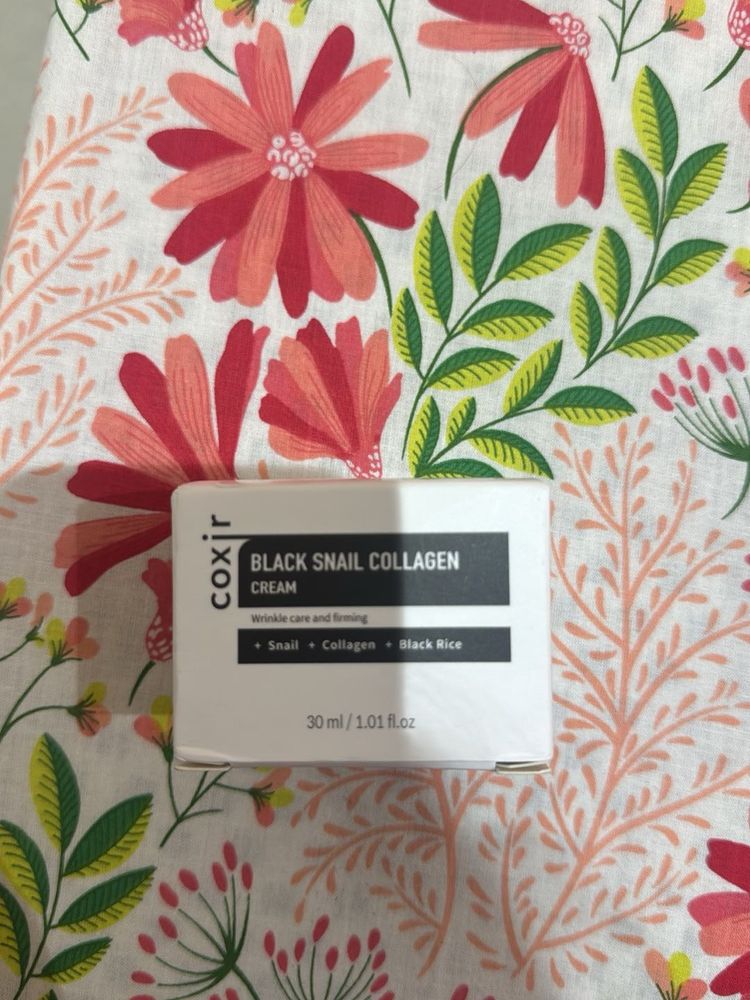 coxir
BLACK SNAIL COLLAGEN
CREAM
Wrinkle care and firming
+ Snail + Collagen + Black Rice
30 ml / 1.01 fl.oz